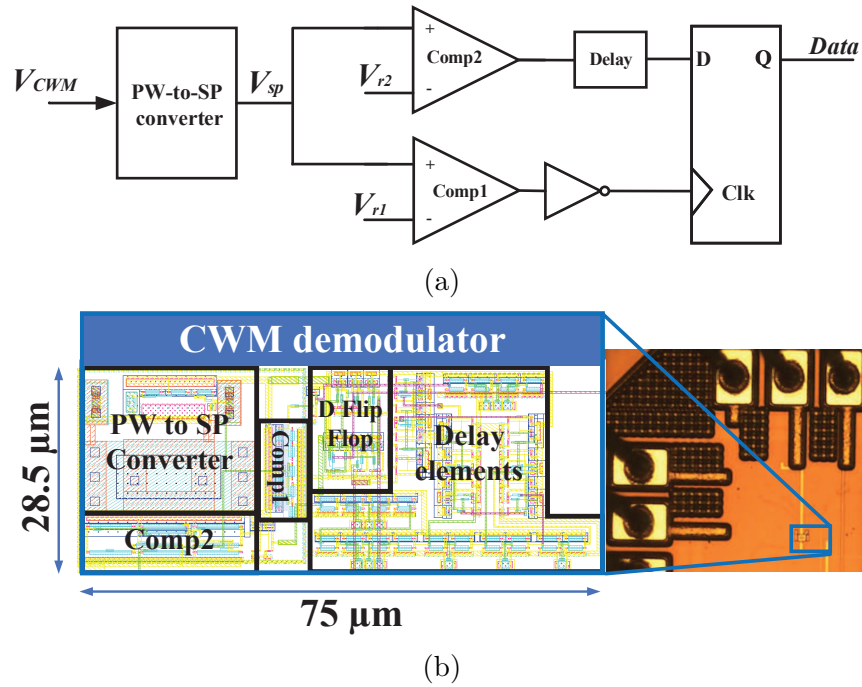 V_CWM
PW-to-SP
converter
V_sp
V_r2
+
-
Comp2
Delay
D
Q
Data
V_r1
+
-
Comp1
Clk
(a)
CWM demodulator
28.5 μm
PW to SP
Converter
Comp1
D Flip
Flop
Delay
elements
Comp2
75 μm
(b)